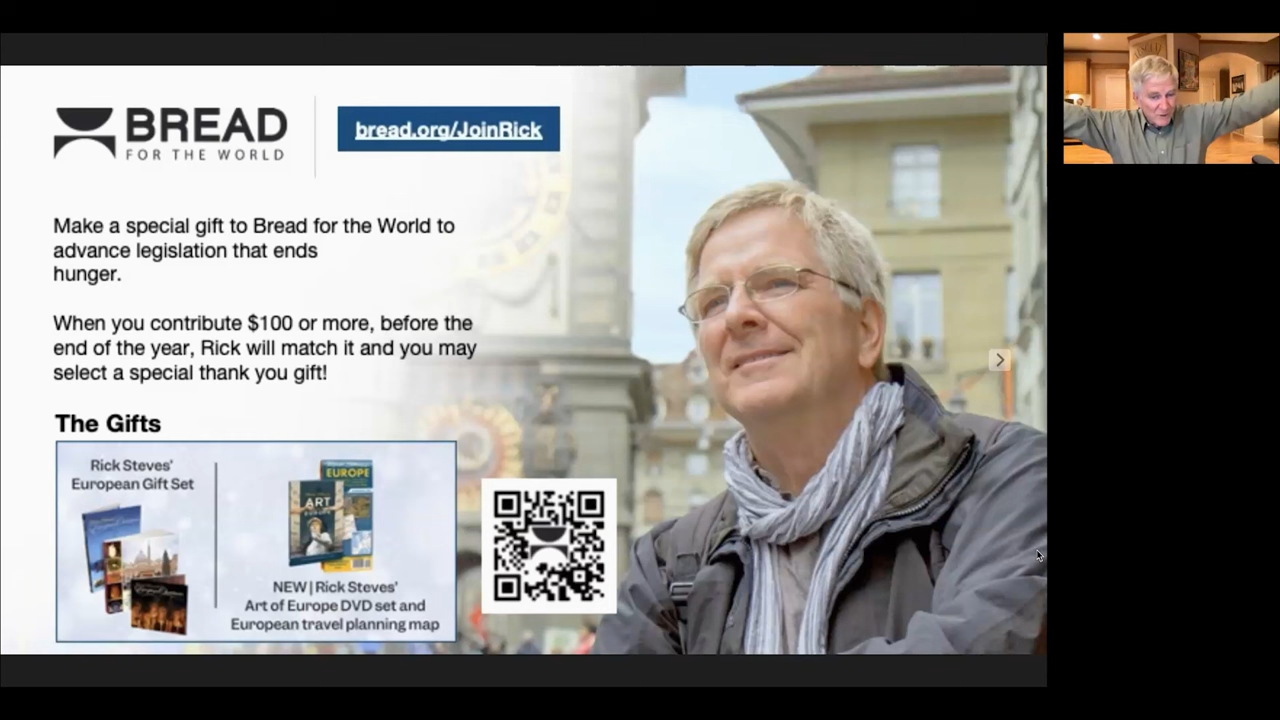 BREAD
FOR THE WORLD
bread.org/JoinRick
Make a special gift to Bread for the World to
advance legislation that ends
hunger.
When you contribute $100 or more, before the
end of the year, Rick will match it and you may
select a special thank you gift!
The Gifts
Rick Steves'
European Gift Set
EUROPE
ART
EUROPE
NEW | Rick Steves'
Art of Europe DVD set and
European travel planning map